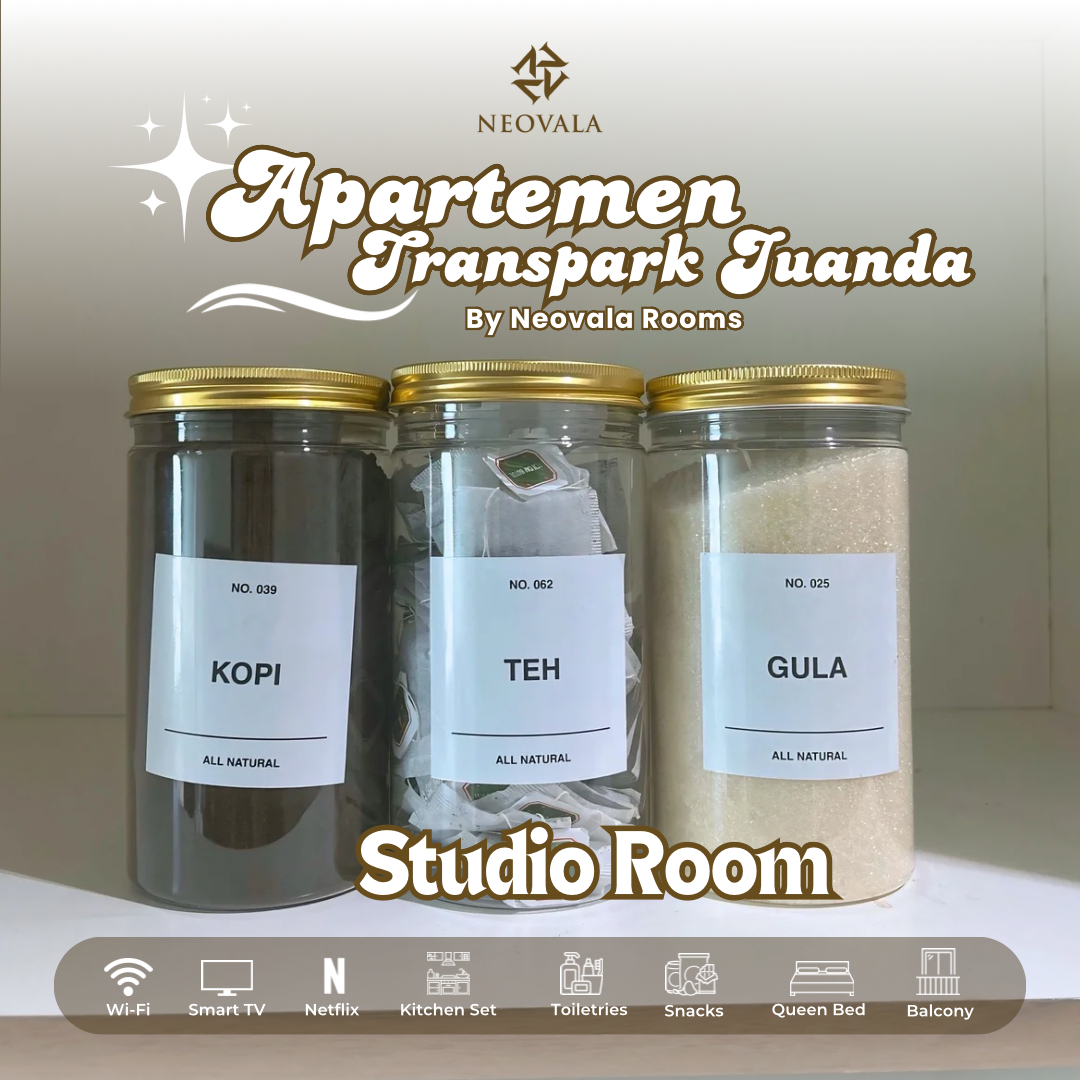 NEOVALA
Apartemen
Transpark Juanda
By Neovala Rooms
NO. 039
KOPI
ALL NATURAL
NO. 062
TEH
ALL NATURAL
NO. 025
GULA
ALL NATURAL
Studio Room
N
Wi-Fi
Smart TV
Netflix
Kitchen Set
Toiletries
Snacks
Queen Bed
Balcony